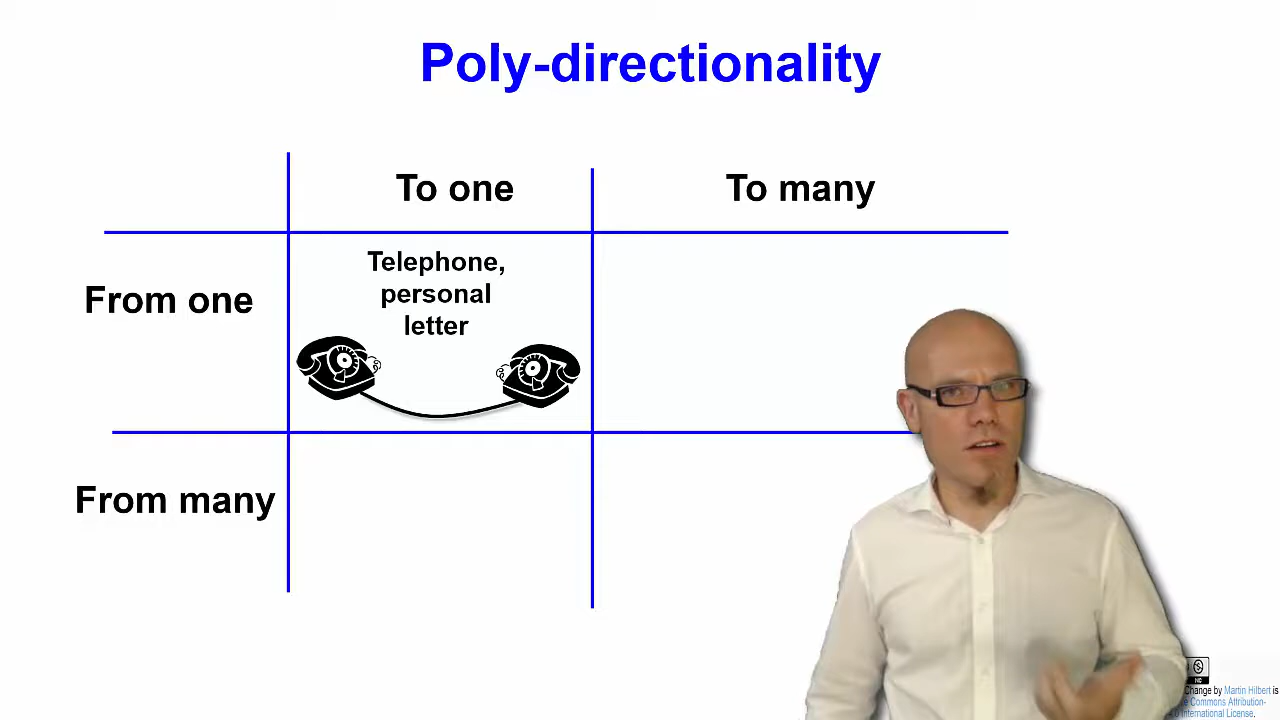 Poly-directionality
To one
To many
From one
Telephone,
personal
letter
From many
NC
Change by Martin Hilbert is
Commons Attribution-
International License.